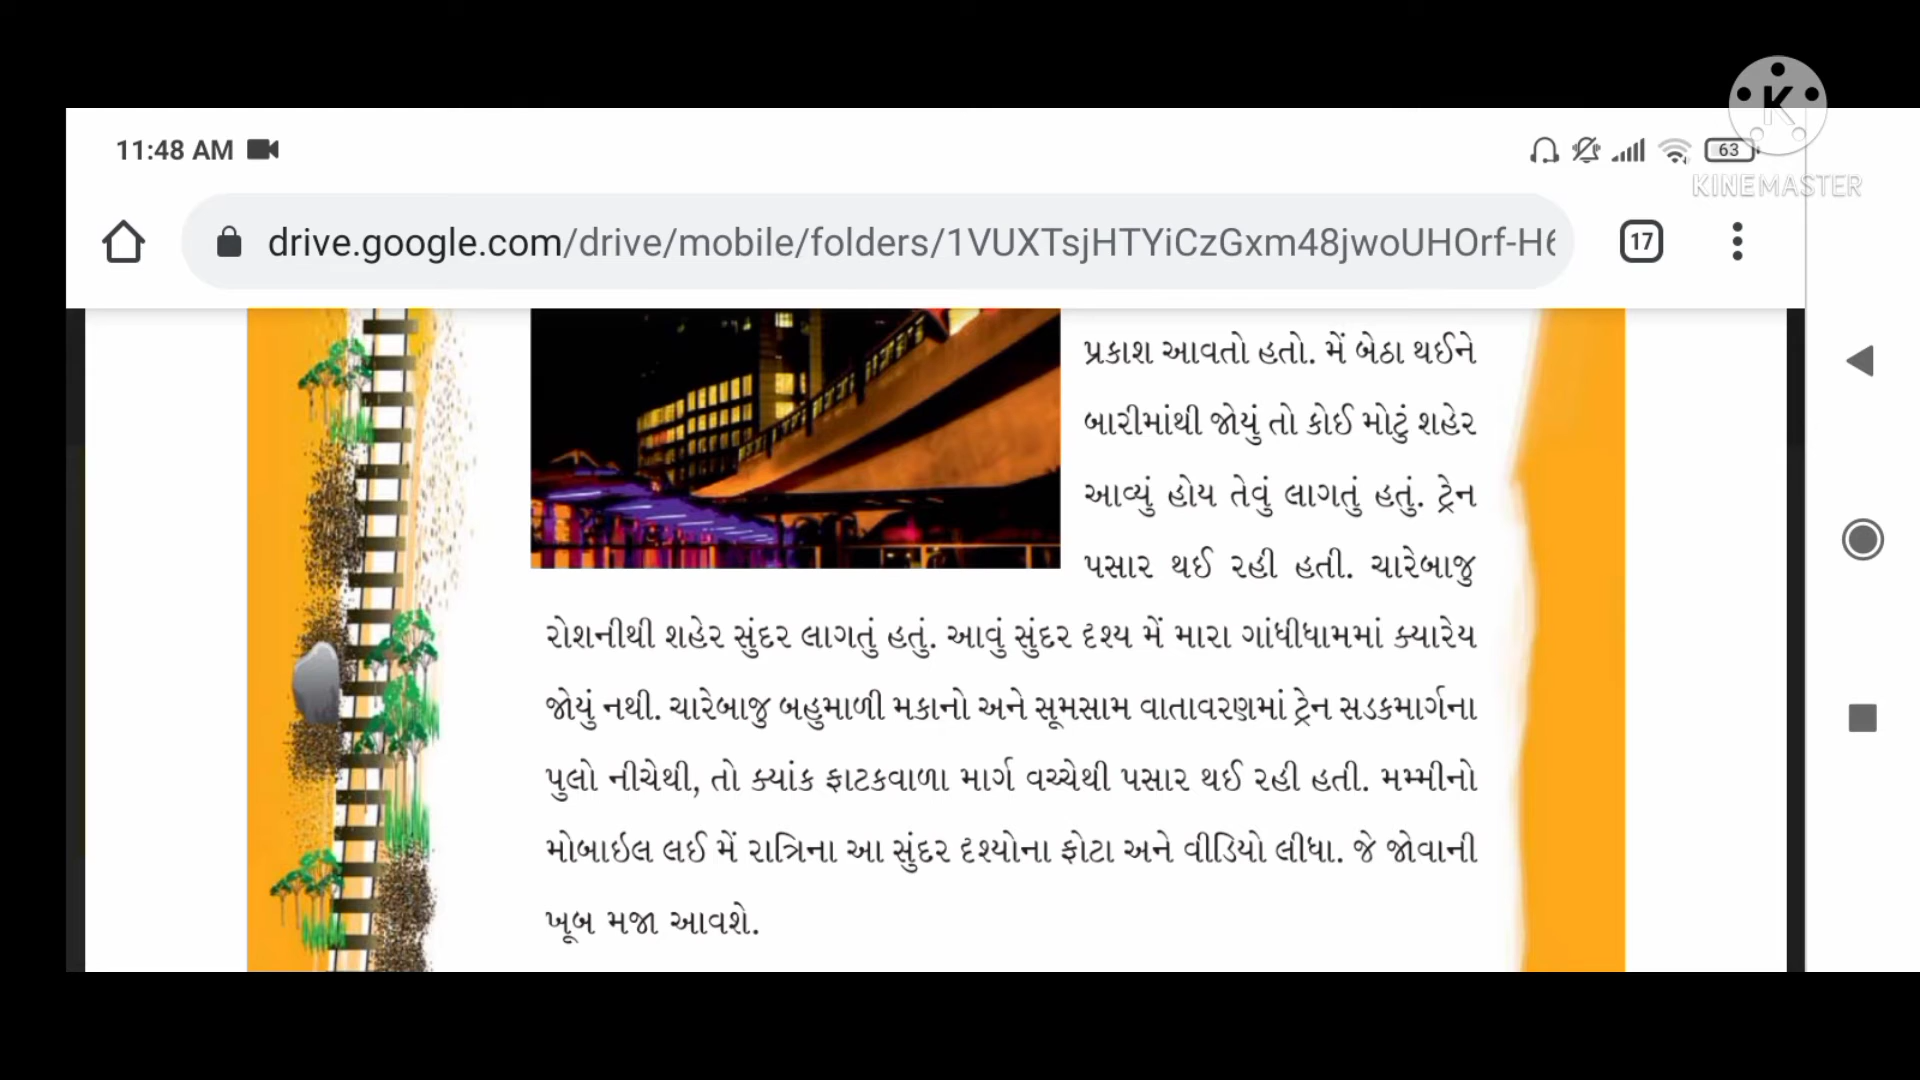 11:48 AM
63
KINEMASTER
drive.google.com/drive/mobile/folders/1VUXTsjHTYiCzGxm48jwoUHOrf-H6
17
પ્રકાશ આવતો હતો. મેં બેઠા થઈને
બારીમાંથી જોયું તો કોઈ મોટું શહેર
આવ્યું હોય તેવું લાગતું હતું. ટ્રેન
પસાર થઈ રહી હતી. ચારેબાજુ
રોશનીથી શહેર સુંદર લાગતું હતું. આવું સુંદર દૃશ્ય મેં મારા ગાંધીધામમાં ક્યારેય
જોયું નથી. ચારેબાજુ બહુમાળી મકાનો અને સૂમસામ વાતાવરણમાં ટ્રેન સડકમાર્ગના
પુલો નીચેથી, તો ક્યાંક ફાટકવાળા માર્ગ વચ્ચેથી પસાર થઈ રહી હતી. મમ્મીનો
મોબાઇલ લઈ મેં રાત્રિના આ સુંદર દૃશ્યોના ફોટા અને વીડિયો લીધા. જે જોવાની
ખૂબ મજા આવશે.